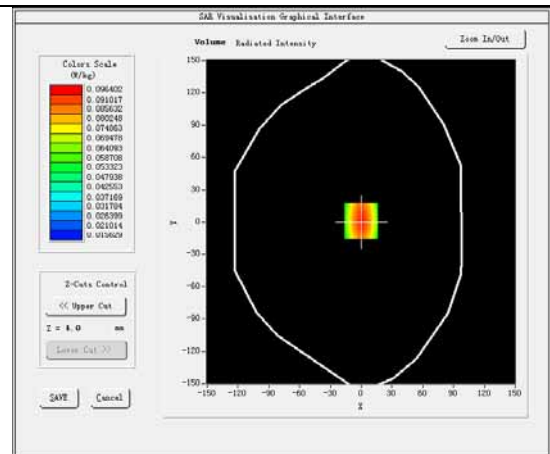 SAR Visualisation Graphical Interface
Volume Radiated Intensity
Zoom In/Out
Colors Scale
(W/kg)
0.096402
0.091017
0.085632
0.080248
0.074863
0.069478
0.064093
0.058708
0.053323
0.047938
0.042553
0.037169
0.031784
0.026399
0.021014
0.015629
150
120
90
60
30
0
-30
-60
-90
-120
-150
Y
-150 -120 -90 -60 -30 0 30 60 90 120 150
X
Z-Cuts Control
<< Upper Cut
Z = 4.0 mm
Lower Cut >>
SAVE Cancel